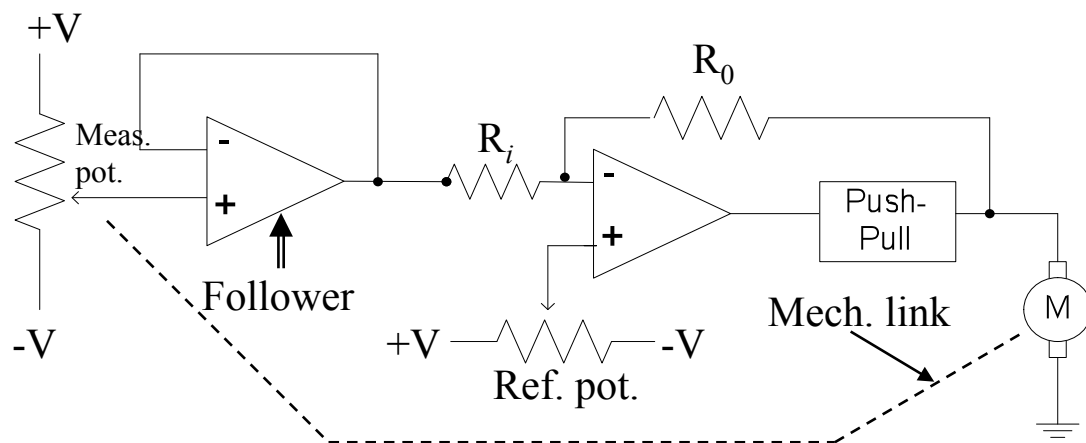 +V
R₀
Meas.
pot.
-
+
Rᵢ
-
+
Push-
Pull
Follower
M
-V
+V
-V
Mech. link
Ref. pot.